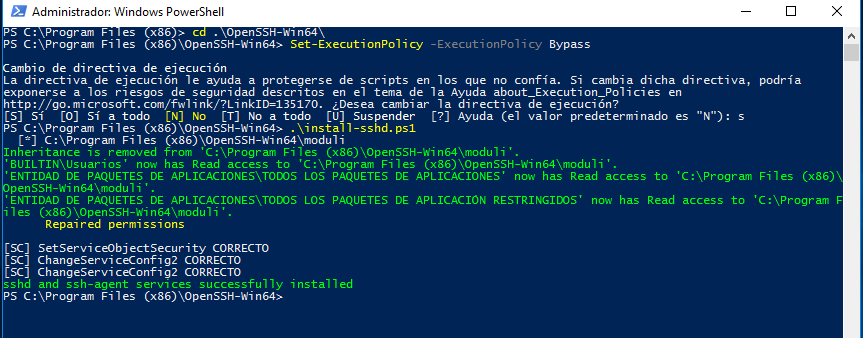 Administrador: Windows PowerShell
PS C:\Program Files (x86)> cd .\OpenSSH-Win64\
PS C:\Program Files (x86)\OpenSSH-Win64> Set-ExecutionPolicy -ExecutionPolicy Bypass
Cambio de directiva de ejecución
La directiva de ejecución le ayuda a protegerse de scripts en los que no confía. Si cambia dicha directiva, podría
exponerse a los riesgos de seguridad descritos en el tema de la Ayuda about_Execution_Policies en
http://go.microsoft.com/fwlink/?LinkID=135170. ¿Desea cambiar la directiva de ejecución?
[S] Sí  [O] Sí a todo  [N] No  [T] No a todo  [U] Suspender  [?] Ayuda (el valor predeterminado es "N"): s
PS C:\Program Files (x86)\OpenSSH-Win64> .\install-sshd.ps1
[*] C:\Program Files (x86)\OpenSSH-Win64\moduli
Inheritance is removed from 'C:\Program Files (x86)\OpenSSH-Win64\moduli'.
'BUILTIN\Usuarios' now has Read access to 'C:\Program Files (x86)\OpenSSH-Win64\moduli'.
'ENTIDAD DE PAQUETES DE APLICACIONES\TODOS LOS PAQUETES DE APLICACIONES' now has Read access to 'C:\Program Files (x86)\
OpenSSH-Win64\moduli'.
'ENTIDAD DE PAQUETES DE APLICACIONES\TODOS LOS PAQUETES DE APLICACIÓN RESTRINGIDOS' now has Read access to 'C:\Program F
iles (x86)\OpenSSH-Win64\moduli'.
Repaired permissions
[SC] SetServiceObjectSecurity CORRECTO
[SC] ChangeServiceConfig2 CORRECTO
[SC] ChangeServiceConfig2 CORRECTO
sshd and ssh-agent services successfully installed
PS C:\Program Files (x86)\OpenSSH-Win64>